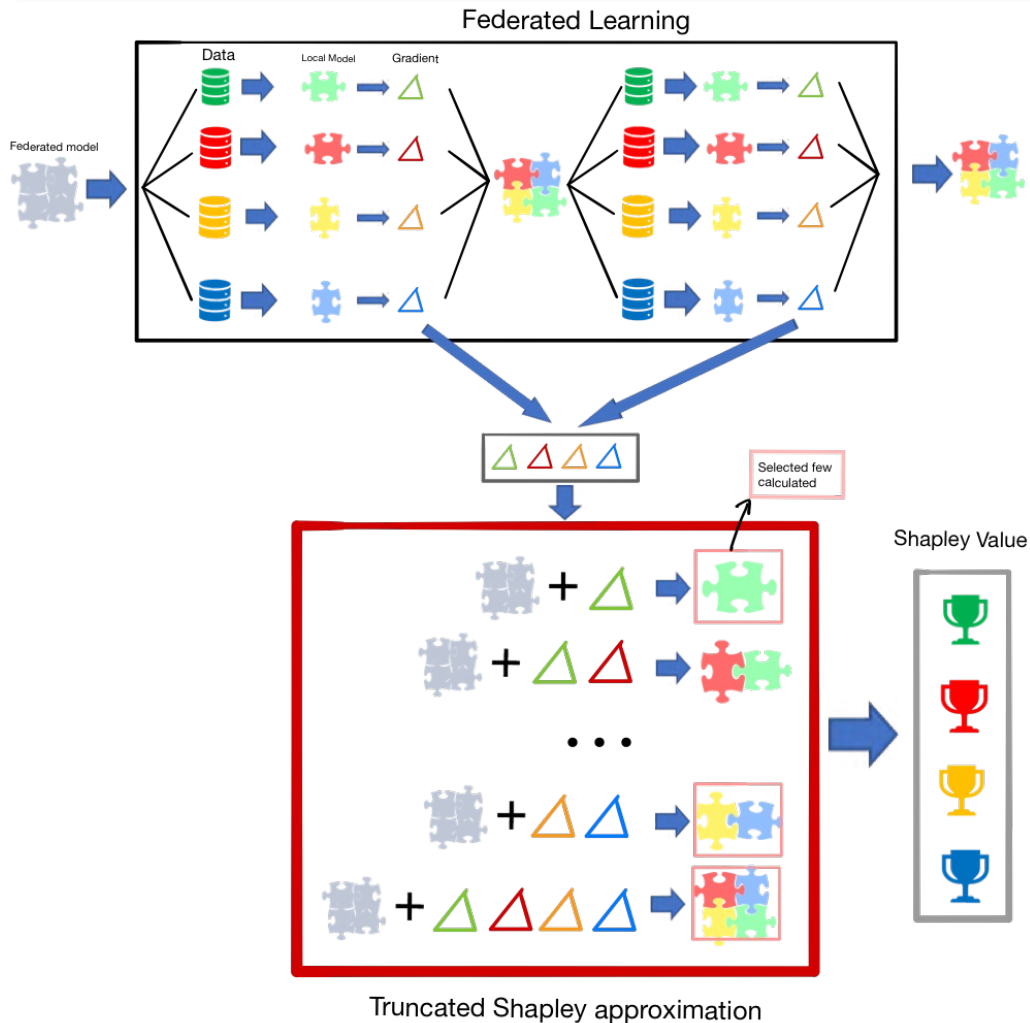 Federated Learning
Data
Local Model
Gradient
Federated model
Selected few
calculated
Shapley Value
Truncated Shapley approximation